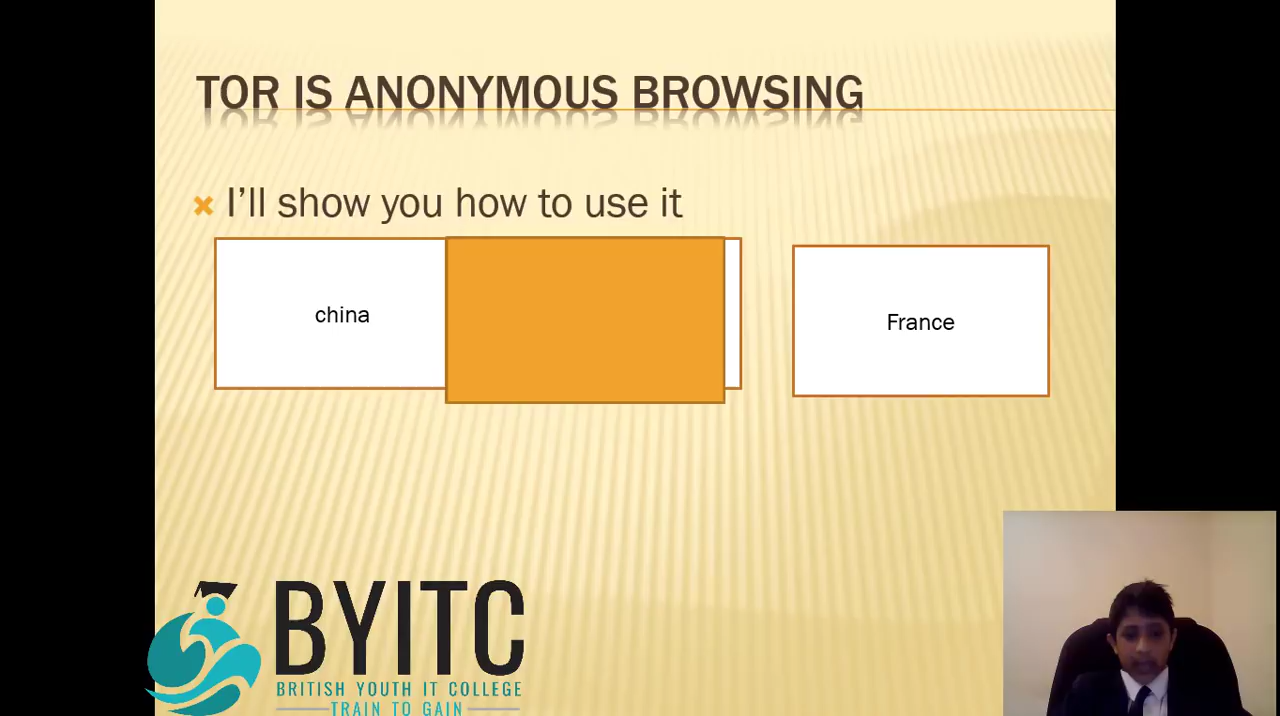 TOR IS ANONYMOUS BROWSING
I'll show you how to use it
china
France
BYITC
BRITISH YOUTH IT COLLEGE
TRAIN TO GAIN